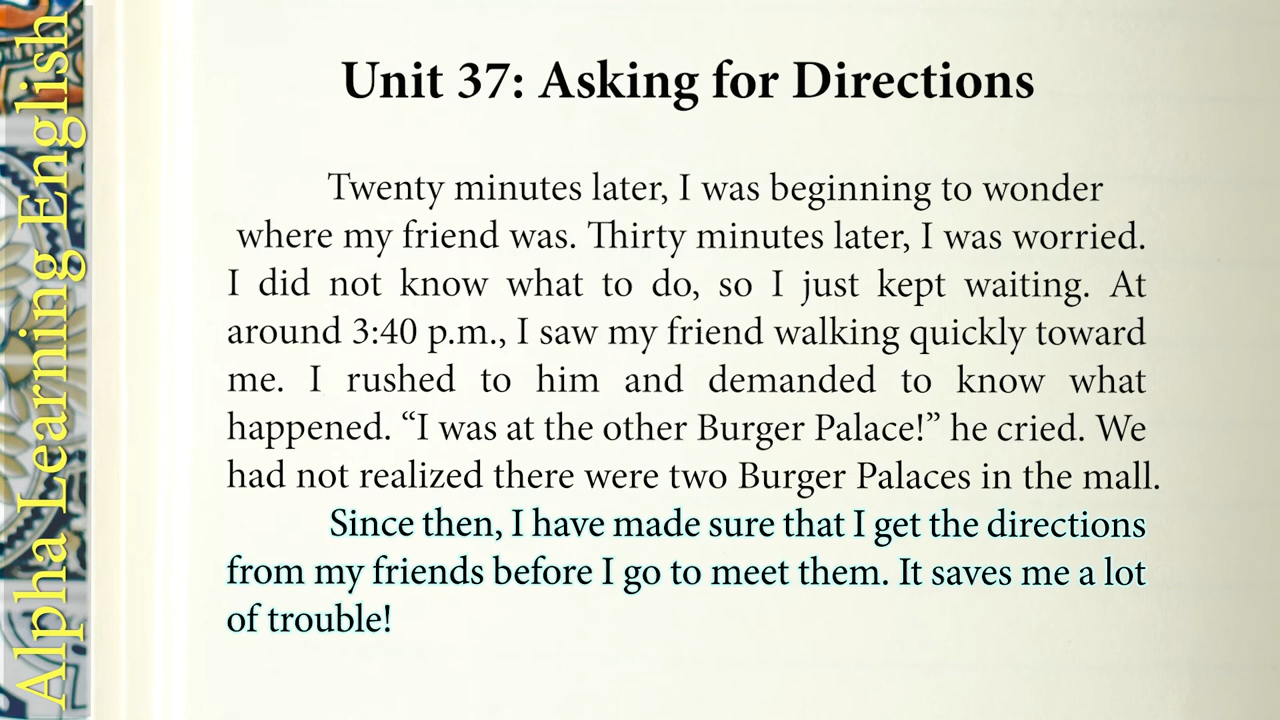 Alpha Learning English
Unit 37: Asking for Directions
Twenty minutes later, I was beginning to wonder
where my friend was. Thirty minutes later, I was worried.
I did not know what to do, so I just kept waiting. At
around 3:40 p.m., I saw my friend walking quickly toward
me. I rushed to him and demanded to know what
happened. “I was at the other Burger Palace!” he cried. We
had not realized there were two Burger Palaces in the mall.
Since then, I have made sure that I get the directions
from my friends before I go to meet them. It saves me a lot
of trouble!